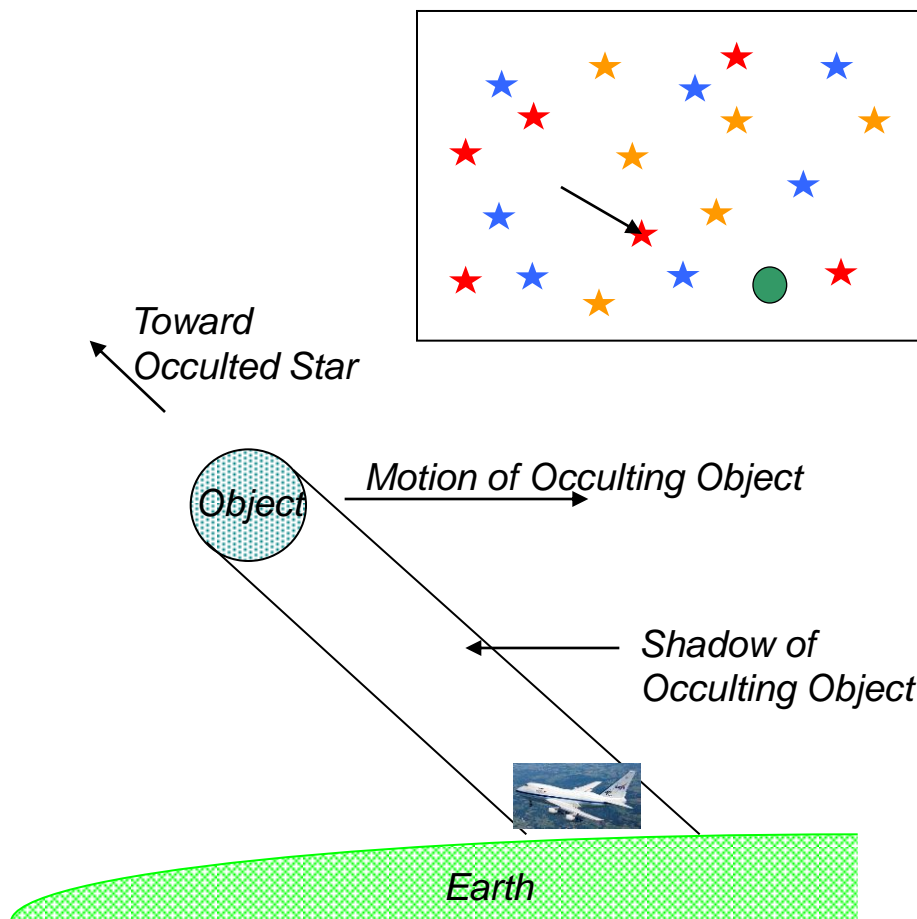 Toward
Occulted Star
Object
Motion of Occulting Object
Shadow of
Occulting Object
Earth